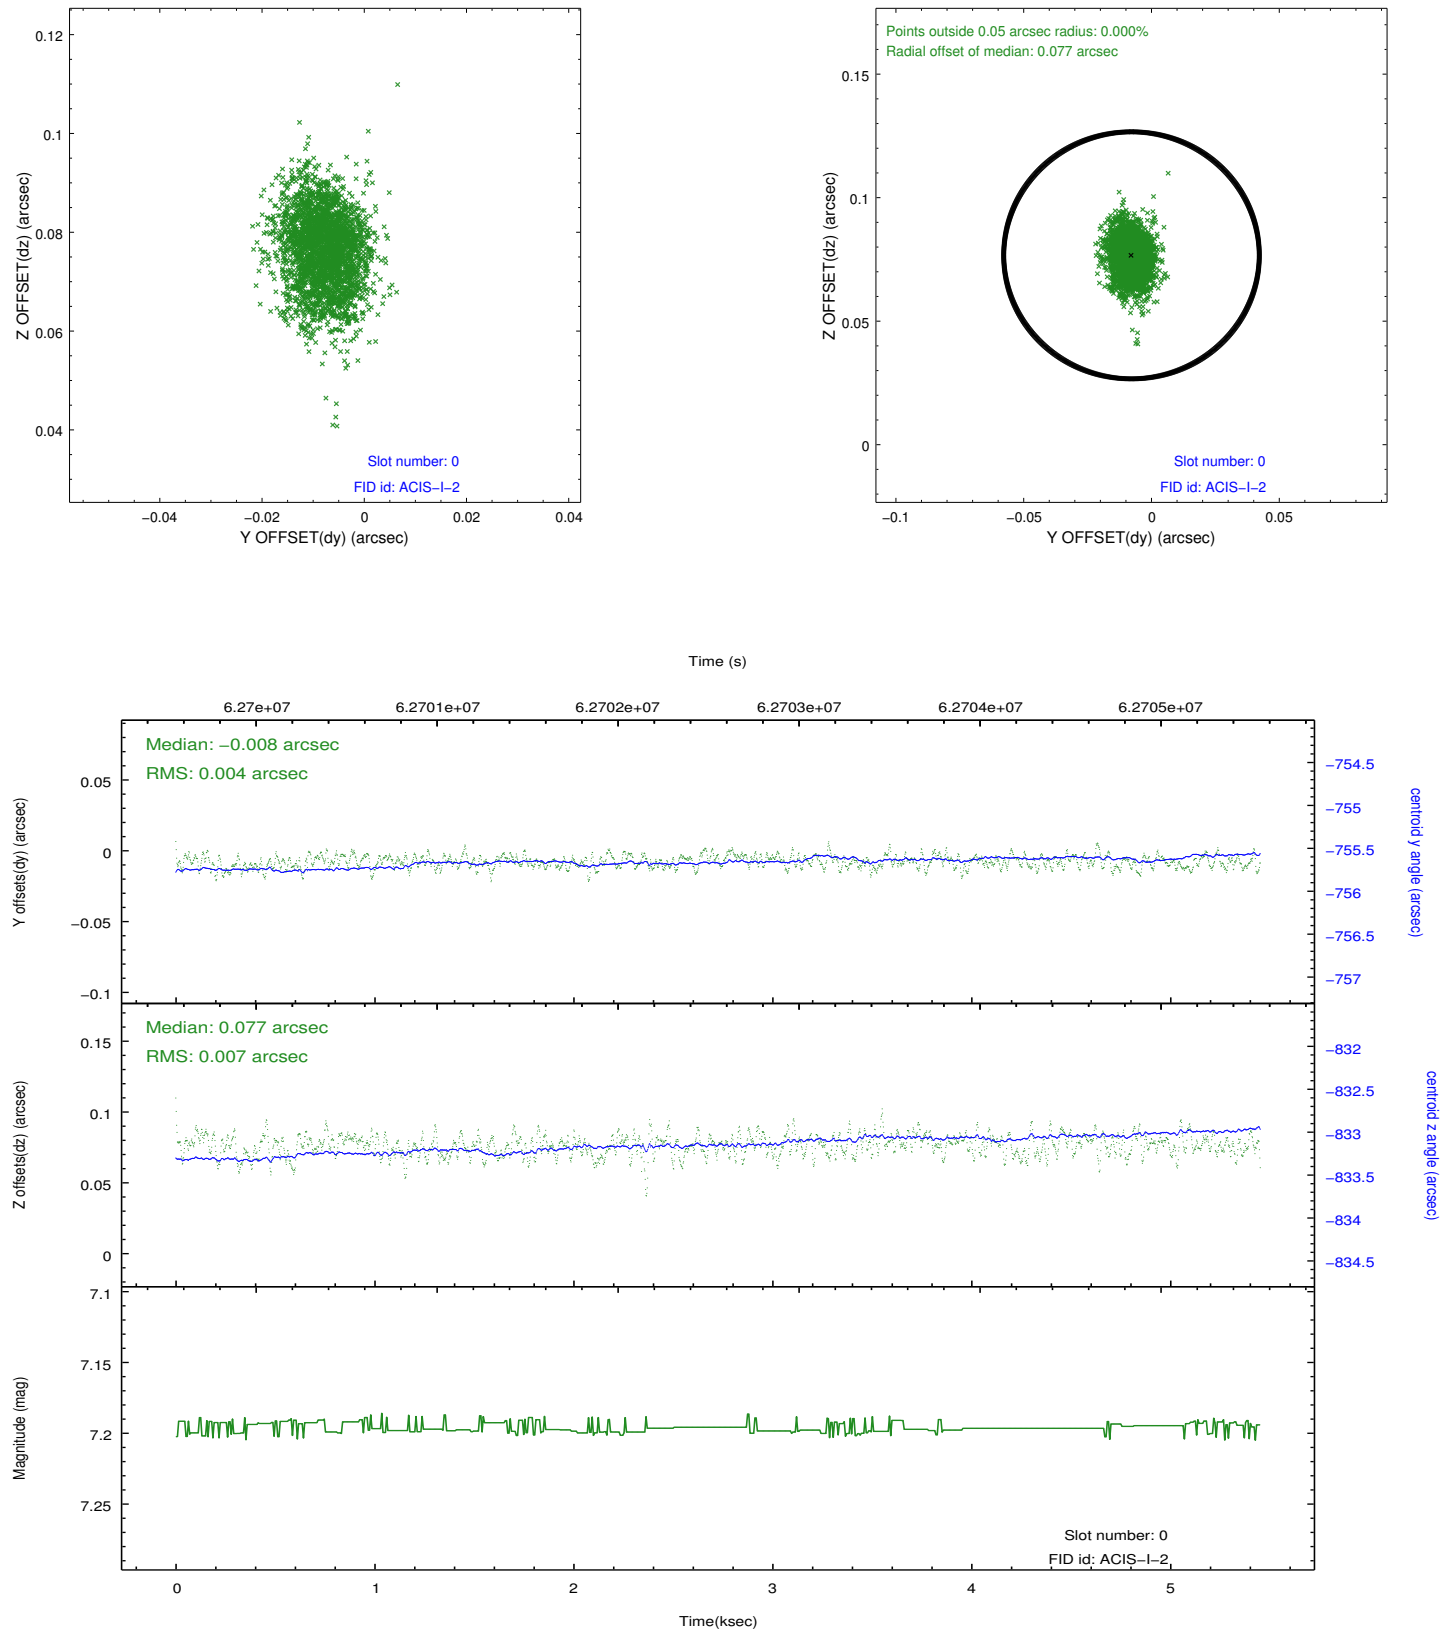 0.12
0.1
0.08
0.06
0.04
Z OFFSET(dz) (arcsec)
Slot number: 0
FID id: ACIS−I−2
−0.04
−0.02
0
0.02
0.04
Y OFFSET(dy) (arcsec)
Points outside 0.05 arcsec radius: 0.000%
Radial offset of median: 0.077 arcsec
0.15
0.1
0.05
0
Z OFFSET(dz) (arcsec)
Slot number: 0
FID id: ACIS−I−2
−0.1
−0.05
0
0.05
Y OFFSET(dy) (arcsec)
Time (s)
6.27e+07
6.2701e+07
6.2702e+07
6.2703e+07
6.2704e+07
6.2705e+07
Median: −0.008 arcsec
RMS: 0.004 arcsec
0.05
0
−0.05
−0.1
Y offsets(dy) (arcsec)
−754.5
−755
−755.5
−756
−756.5
−757
centroid y angle (arcsec)
Median: 0.077 arcsec
RMS: 0.007 arcsec
0.15
0.1
0.05
0
Z offsets(dz) (arcsec)
−832
−832.5
−833
−833.5
−834
−834.5
centroid z angle (arcsec)
7.1
7.15
7.2
7.25
Magnitude (mag)
Slot number: 0
FID id: ACIS−I−2
0
1
2
3
4
5
Time(ksec)